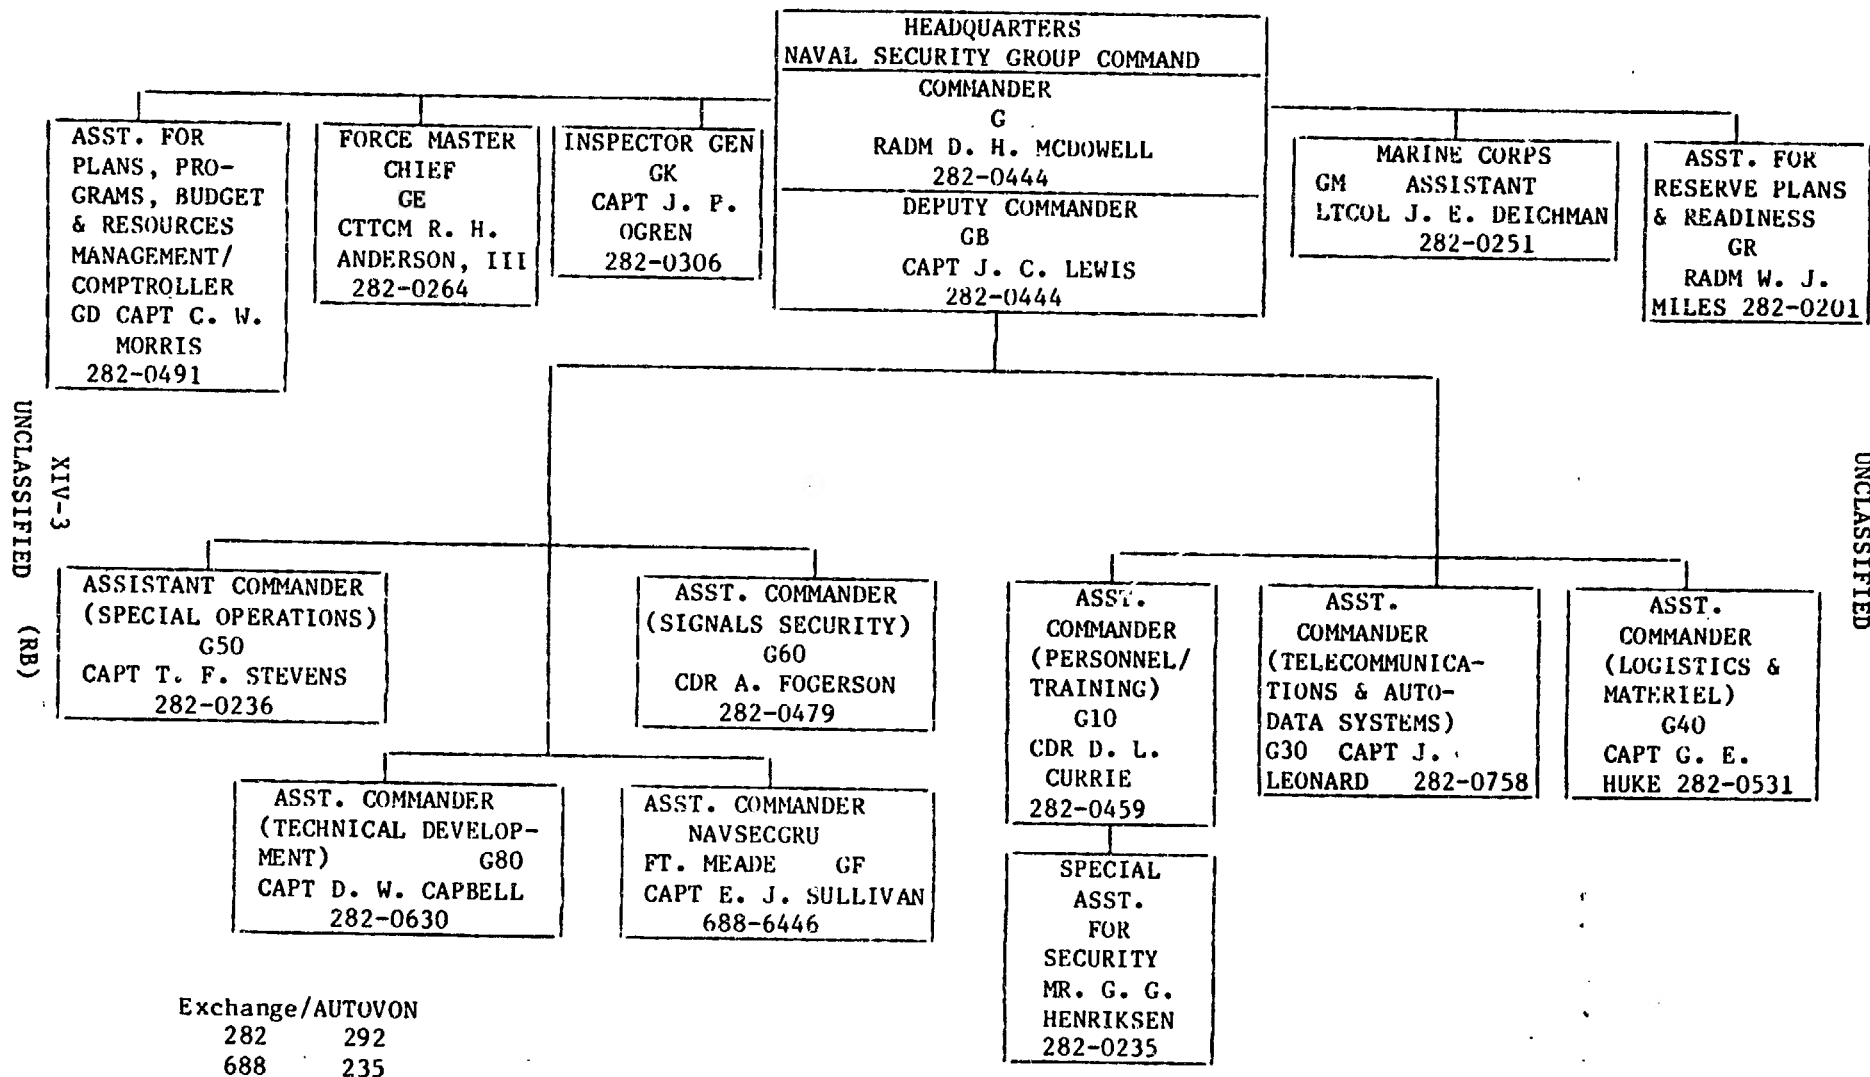 HEADQUARTERS
NAVAL SECURITY GROUP COMMAND
COMMANDER
G
RADM D. H. MCDOWELL
282-0444
DEPUTY COMMANDER
GB
CAPT J. C. LEWIS
282-0444
ASST. FOR
PLANS, PRO-
GRAMS, BUDGET
& RESOURCES
MANAGEMENT/
COMPTROLLER
GD CAPT C. W.
MORRIS
282-0491
FORCE MASTER
CHIEF
GE
CTTCM R. H.
ANDERSON, III
282-0264
INSPECTOR GEN
GK
CAPT J. P.
OGREN
282-0306
MARINE CORPS
GM ASSISTANT
LTCOL J. E. DEICHMAN
282-0251
ASST. FOR
RESERVE PLANS
& READINESS
GR
RADM W. J.
MILES 282-0201
ASSISTANT COMMANDER
(SPECIAL OPERATIONS)
G50
CAPT T. F. STEVENS
282-0236
ASST. COMMANDER
(SIGNALS SECURITY)
G60
CDR A. FOGERSON
282-0479
ASST. COMMANDER
(TECHNICAL DEVELOP-
MENT) G80
CAPT D. W. CAPBELL
282-0630
ASST. COMMANDER
NAVSECGRU
FT. MEADE GF
CAPT E. J. SULLIVAN
688-6446
ASST.
COMMANDER
(PERSONNEL/
TRAINING)
G10
CDR D. L.
CURRIE
282-0459
SPECIAL
ASST.
FOR
SECURITY
MR. G. G.
HENRIKSEN
282-0235
ASST.
COMMANDER
(TELECOMMUNICA-
TIONS & AUTO-
DATA SYSTEMS)
G30 CAPT J.
LEONARD 282-0758
ASST.
COMMANDER
(LOGISTICS &
MATERIEL)
G40
CAPT G. E.
HUKE 282-0531
Exchange/AUTOVON
282 292
688 235
XIV-3
UNCLASSIFIED (RB)
UNCLASSIFIED